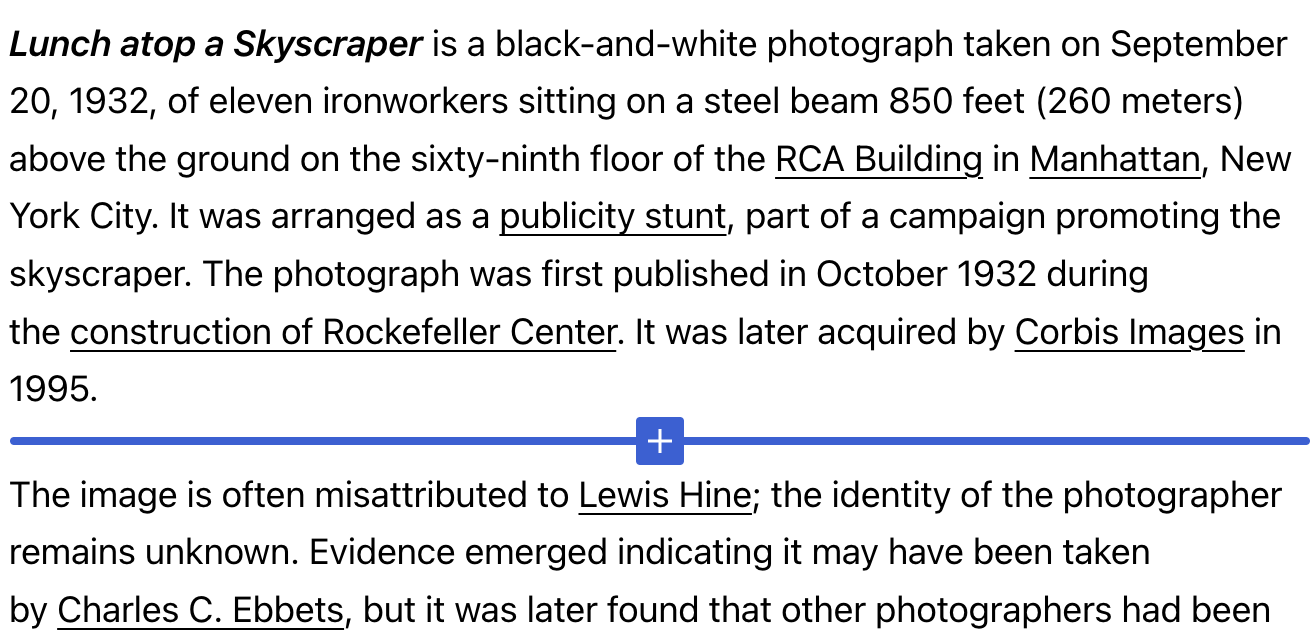 Lunch atop a Skyscraper is a black-and-white photograph taken on September
20, 1932, of eleven ironworkers sitting on a steel beam 850 feet (260 meters)
above the ground on the sixty-ninth floor of the RCA Building in Manhattan, New
York City. It was arranged as a publicity stunt, part of a campaign promoting the
skyscraper. The photograph was first published in October 1932 during
the construction of Rockefeller Center. It was later acquired by Corbis Images in
1995.
+
The image is often misattributed to Lewis Hine; the identity of the photographer
remains unknown. Evidence emerged indicating it may have been taken
by Charles C. Ebbets, but it was later found that other photographers had been